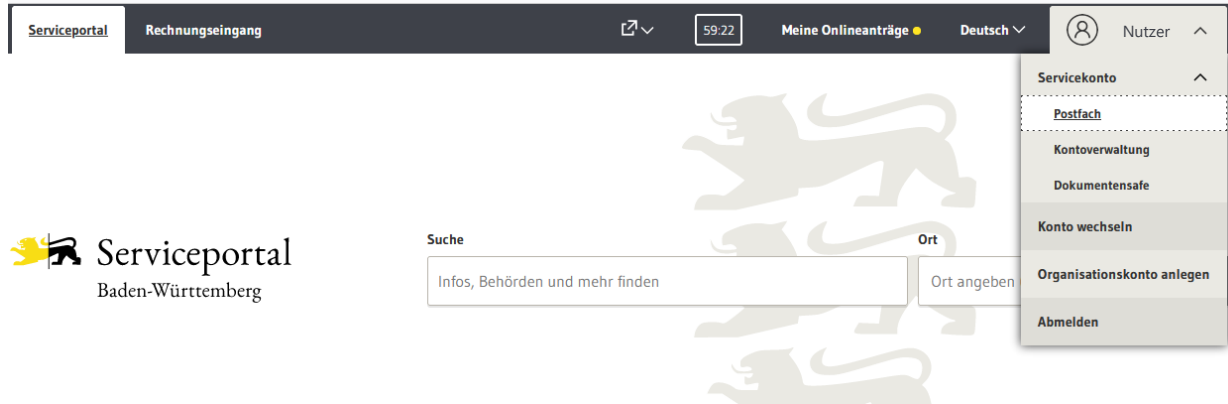 Serviceportal Rechnungseingang 59:22 Meine Onlineanträge Deutsch Nutzer
Servicekonto
Postfach
Kontoverwaltung
Dokumentensafe
Konto wechseln
Organisationskonto anlegen
Abmelden
Serviceportal
Baden-Württemberg
Suche Ort
Infos, Behörden und mehr finden Ort angeben